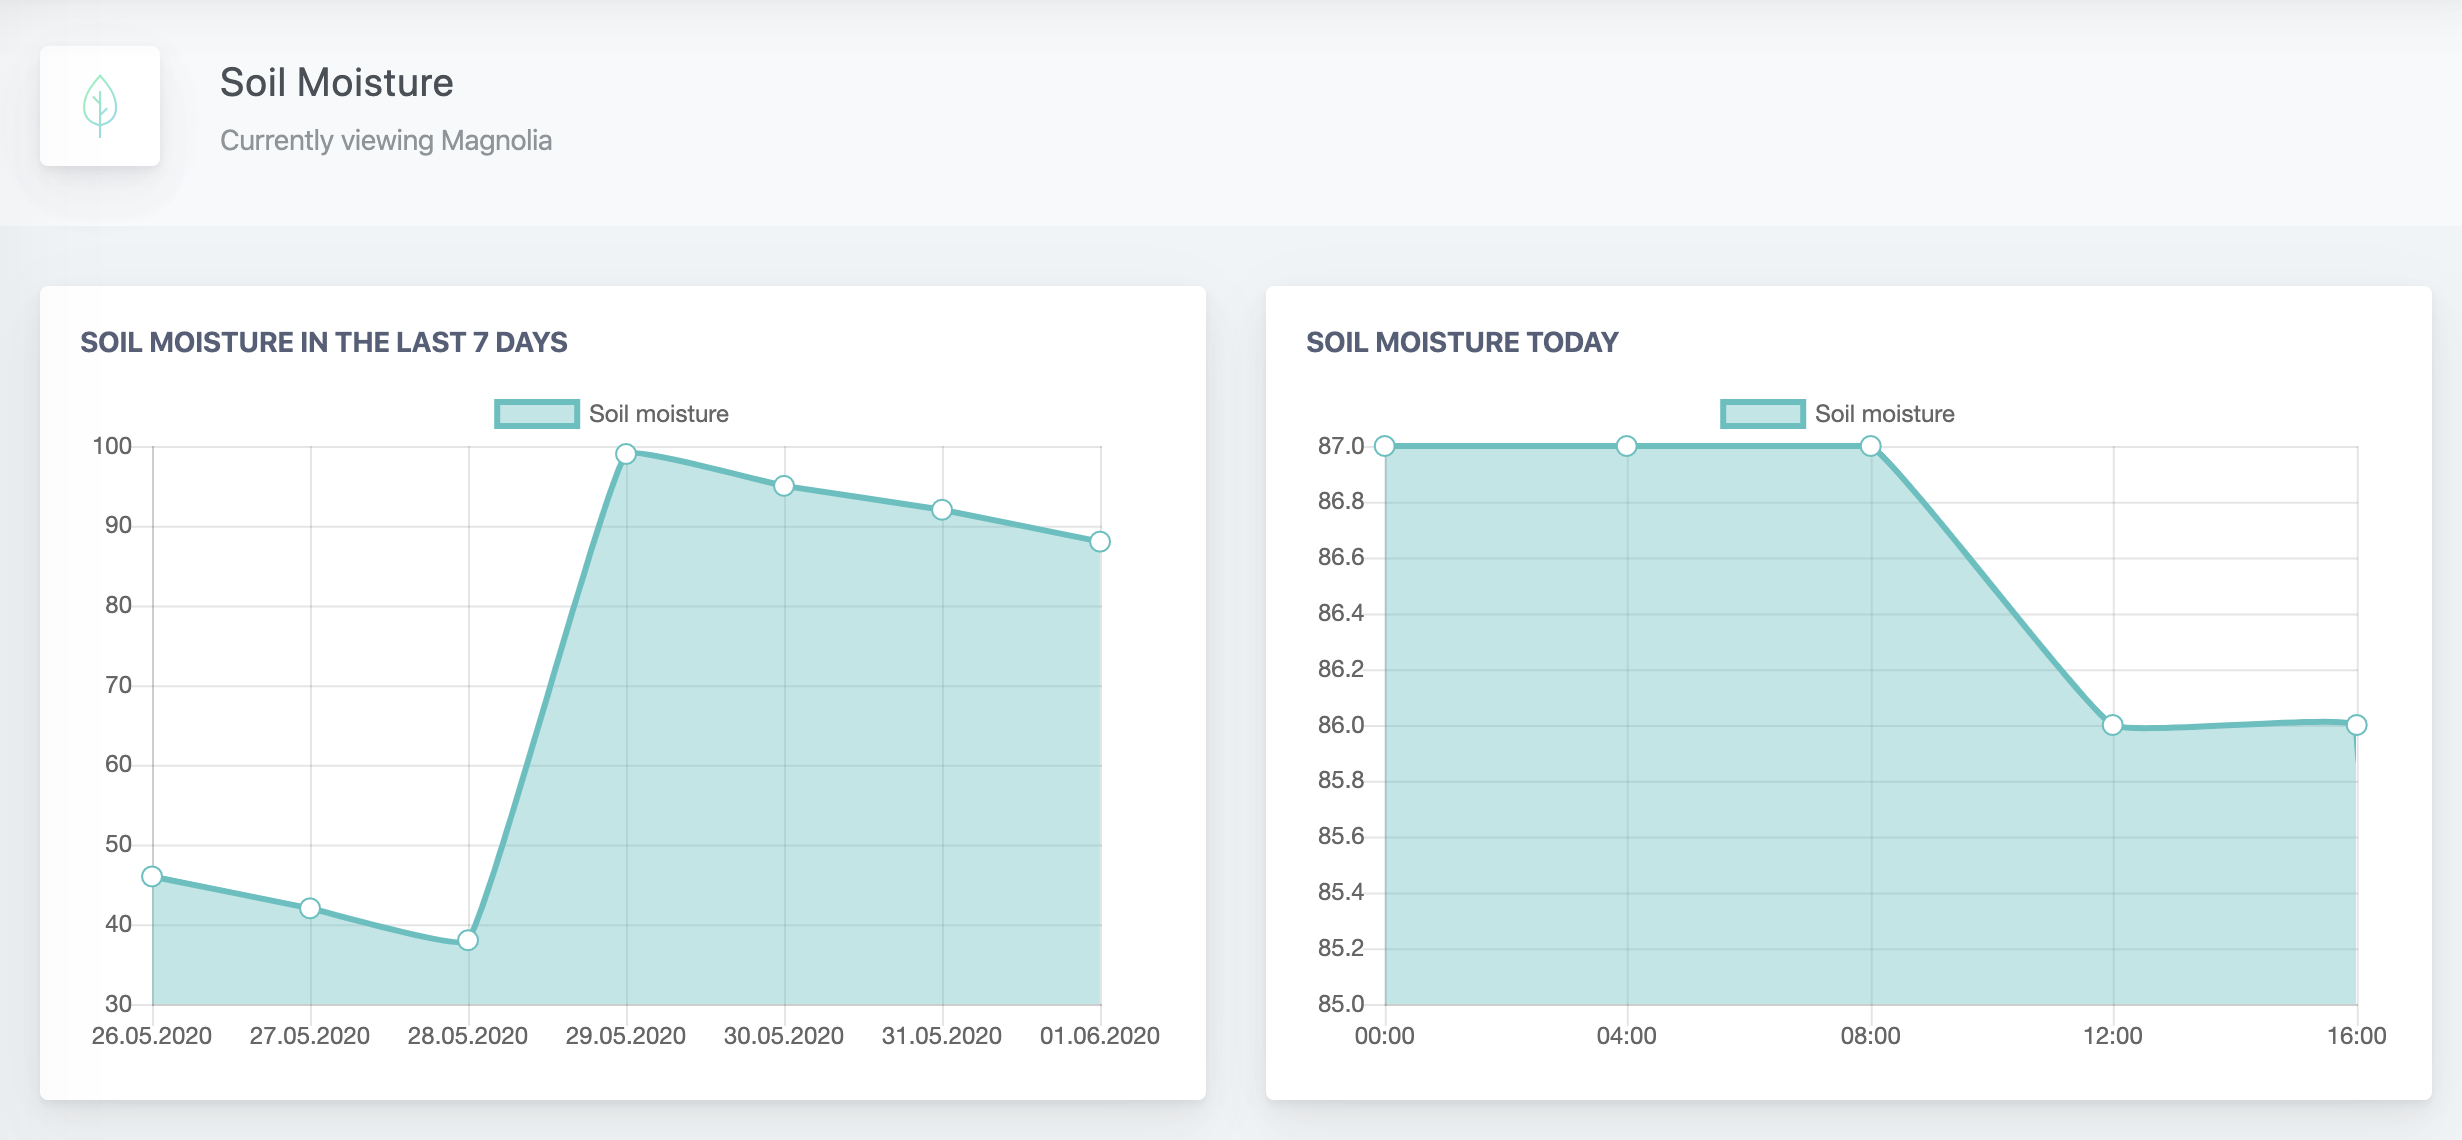 Soil Moisture
Currently viewing Magnolia
SOIL MOISTURE IN THE LAST 7 DAYS
Soil moisture
100
90
80
70
60
50
40
30
26.05.2020 27.05.2020 28.05.2020 29.05.2020 30.05.2020 31.05.2020 01.06.2020
SOIL MOISTURE TODAY
Soil moisture
87.0
86.8
86.6
86.4
86.2
86.0
85.8
85.6
85.4
85.2
85.0
00:00 04:00 08:00 12:00 16:00